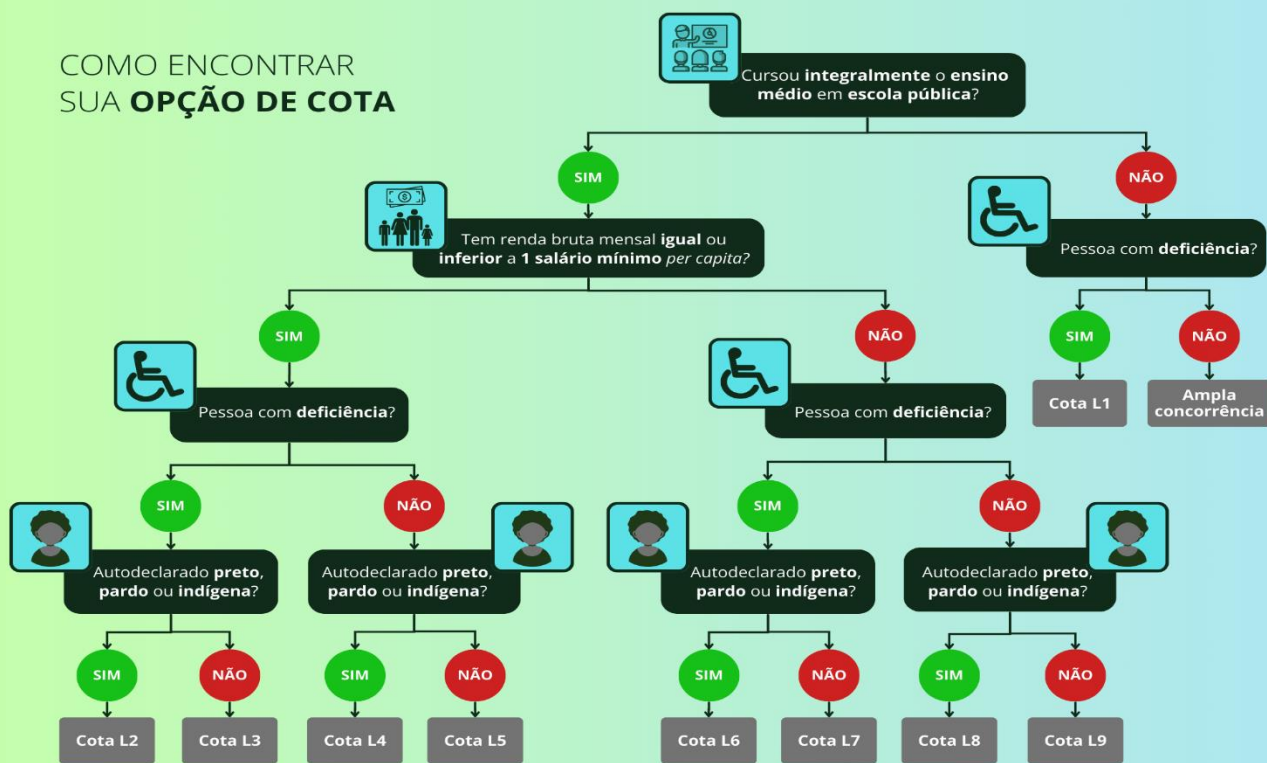 COMO ENCONTRAR
SUA OPÇÃO DE COTA
Cursou integralmente o ensino
médio em escola pública?
SIM
NÃO
Tem renda bruta mensal igual ou
inferior a 1 salário mínimo per capita?
Pessoa com deficiência?
SIM
NÃO
SIM
NÃO
Cota L1
Ampla
concorrência
Pessoa com deficiência?
Pessoa com deficiência?
SIM
NÃO
SIM
NÃO
Autodeclarado preto,
pardo ou indígena?
Autodeclarado preto,
pardo ou indígena?
Autodeclarado preto,
pardo ou indígena?
Autodeclarado preto,
pardo ou indígena?
SIM
NÃO
SIM
NÃO
SIM
NÃO
SIM
NÃO
Cota L2
Cota L3
Cota L4
Cota L5
Cota L6
Cota L7
Cota L8
Cota L9